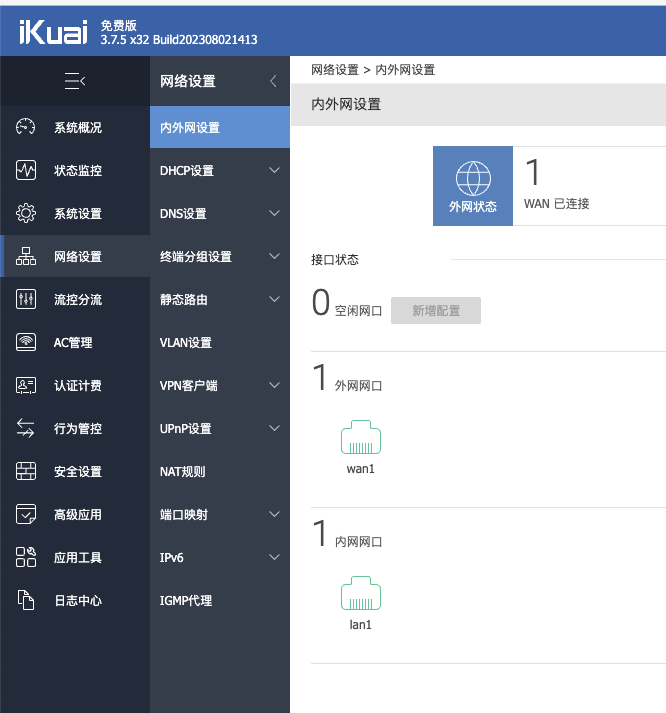 iKuai 免费版
3.7.5 x32 Build202308021413
网络设置
系统概况
状态监控
系统设置
网络设置
流控分流
AC管理
认证计费
行为管控
安全设置
高级应用
应用工具
日志中心
内外网设置
DHCP设置
DNS设置
终端分组设置
静态路由
VLAN设置
VPN客户端
UPnP设置
NAT规则
端口映射
IPv6
IGMP代理
网络设置 > 内外网设置
内外网设置
外网状态
1
WAN 已连接
接口状态
0 空闲网口 新增配置
1 外网网口
wan1
1 内网网口
lan1